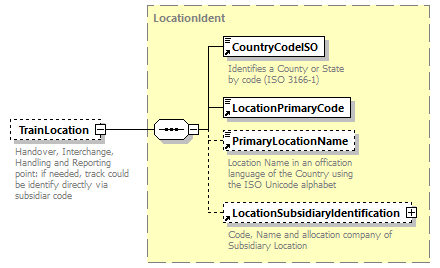 LocationIdent
CountryCodeISO
Identifies a County or State
by code (ISO 3166-1)
LocationPrimaryCode
TrainLocation
Handover, Interchange,
Handling and Reporting
point: if needed, track could
be identify directly via
subsidiar code
PrimaryLocationName
Location Name in an offication
language of the Country using
the ISO Unicode alphabet
LocationSubsidiaryIdentification
Code, Name and allocation company of
Subsidiary Location